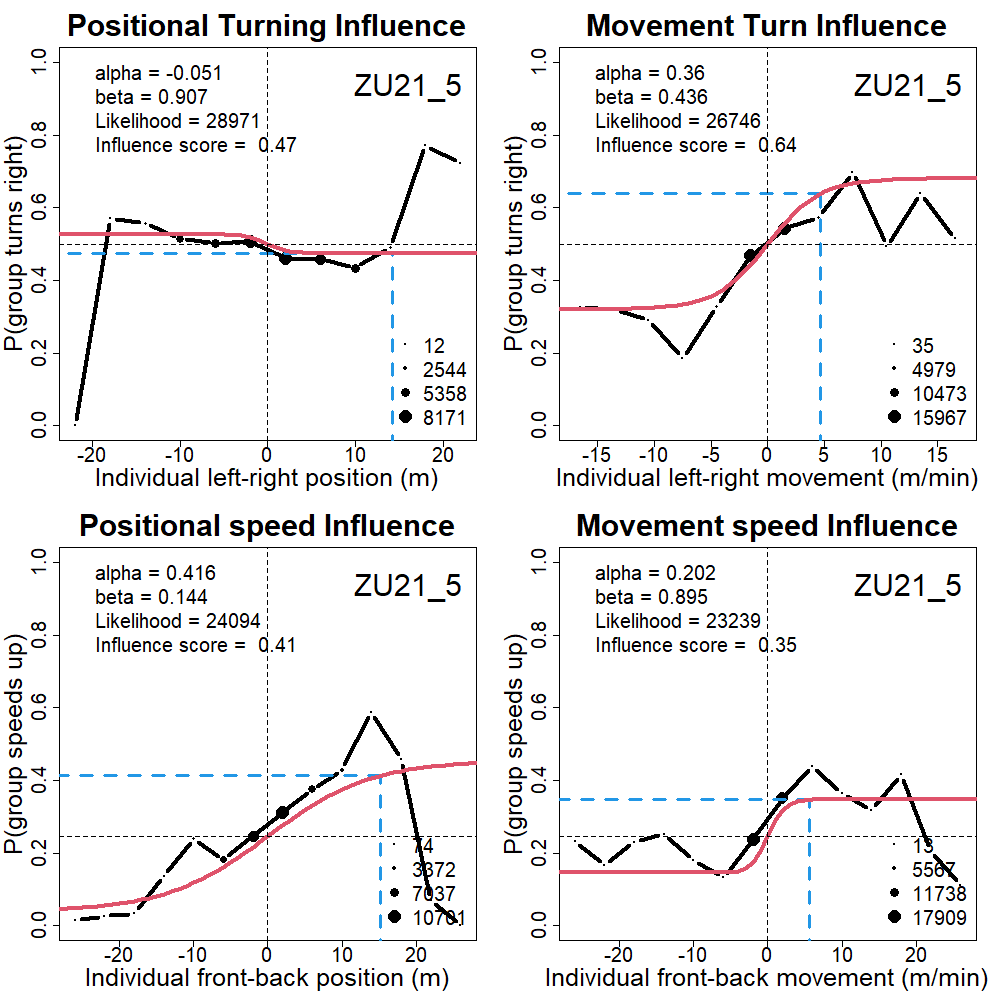 Positional Turning Influence
alpha = -0.051
beta = 0.907
Likelihood = 28971
Influence score = 0.47
ZU21_5
P(group turns right)
0.0 0.2 0.4 0.6 0.8 1.0
12
2544
5358
8171
-20 -10 0 10 20
Individual left-right position (m)
Movement Turn Influence
alpha = 0.36
beta = 0.436
Likelihood = 26746
Influence score = 0.64
ZU21_5
P(group turns right)
0.0 0.2 0.4 0.6 0.8 1.0
35
4979
10473
15967
-15 -10 -5 0 5 10 15
Individual left-right movement (m/min)
Positional speed Influence
alpha = 0.416
beta = 0.144
Likelihood = 24094
Influence score = 0.41
ZU21_5
P(group speeds up)
0.0 0.2 0.4 0.6 0.8 1.0
74
3372
7037
10701
-20 -10 0 10 20
Individual front-back position (m)
Movement speed Influence
alpha = 0.202
beta = 0.895
Likelihood = 23239
Influence score = 0.35
ZU21_5
P(group speeds up)
0.0 0.2 0.4 0.6 0.8 1.0
13
5567
11738
17909
-20 -10 0 10 20
Individual front-back movement (m/min)